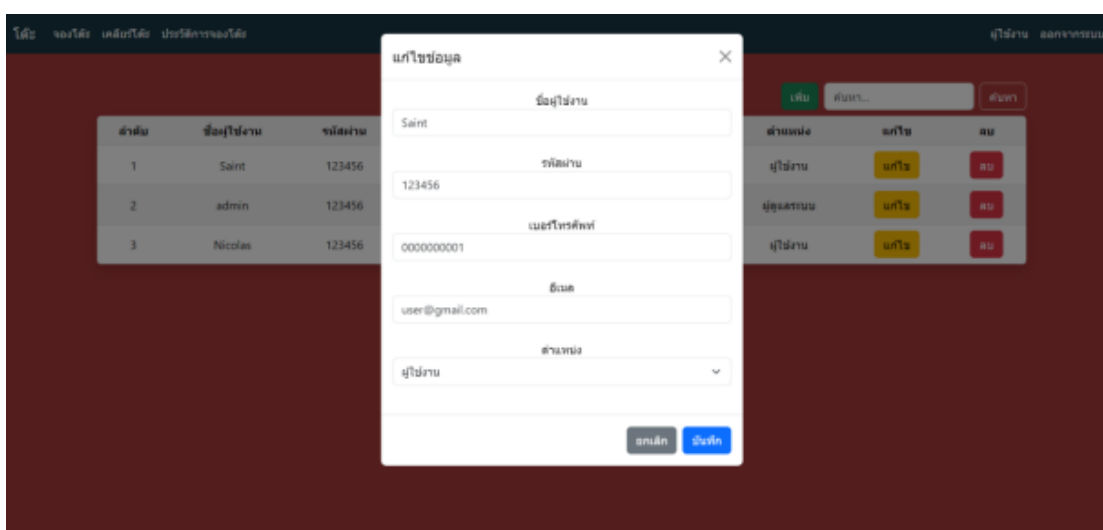 โต๊ะ จองโต๊ะ เคลียร์โต๊ะ ประวัติการจองโต๊ะ ผู้ใช้งาน ออกจากระบบ
แก้ไขข้อมูล
เพิ่ม ค้นหา... ค้นหา
ลำดับ ชื่อผู้ใช้งาน รหัสผ่าน ตำแหน่ง แก้ไข ลบ
1 Saint 123456 ผู้ใช้งาน แก้ไข ลบ
2 admin 123456 ผู้ดูแลระบบ แก้ไข ลบ
3 Nicolas 123456 ผู้ใช้งาน แก้ไข ลบ
ชื่อผู้ใช้งาน
Saint
รหัสผ่าน
123456
เบอร์โทรศัพท์
0000000001
อีเมล
user@gmail.com
ตำแหน่ง
ผู้ใช้งาน
ยกเลิก บันทึก